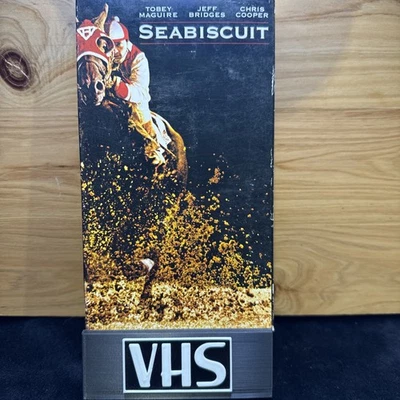 TOBEY JEFF CHRIS
MAGUIRE BRIDGES COOPER
SEABISCUIT
VHS